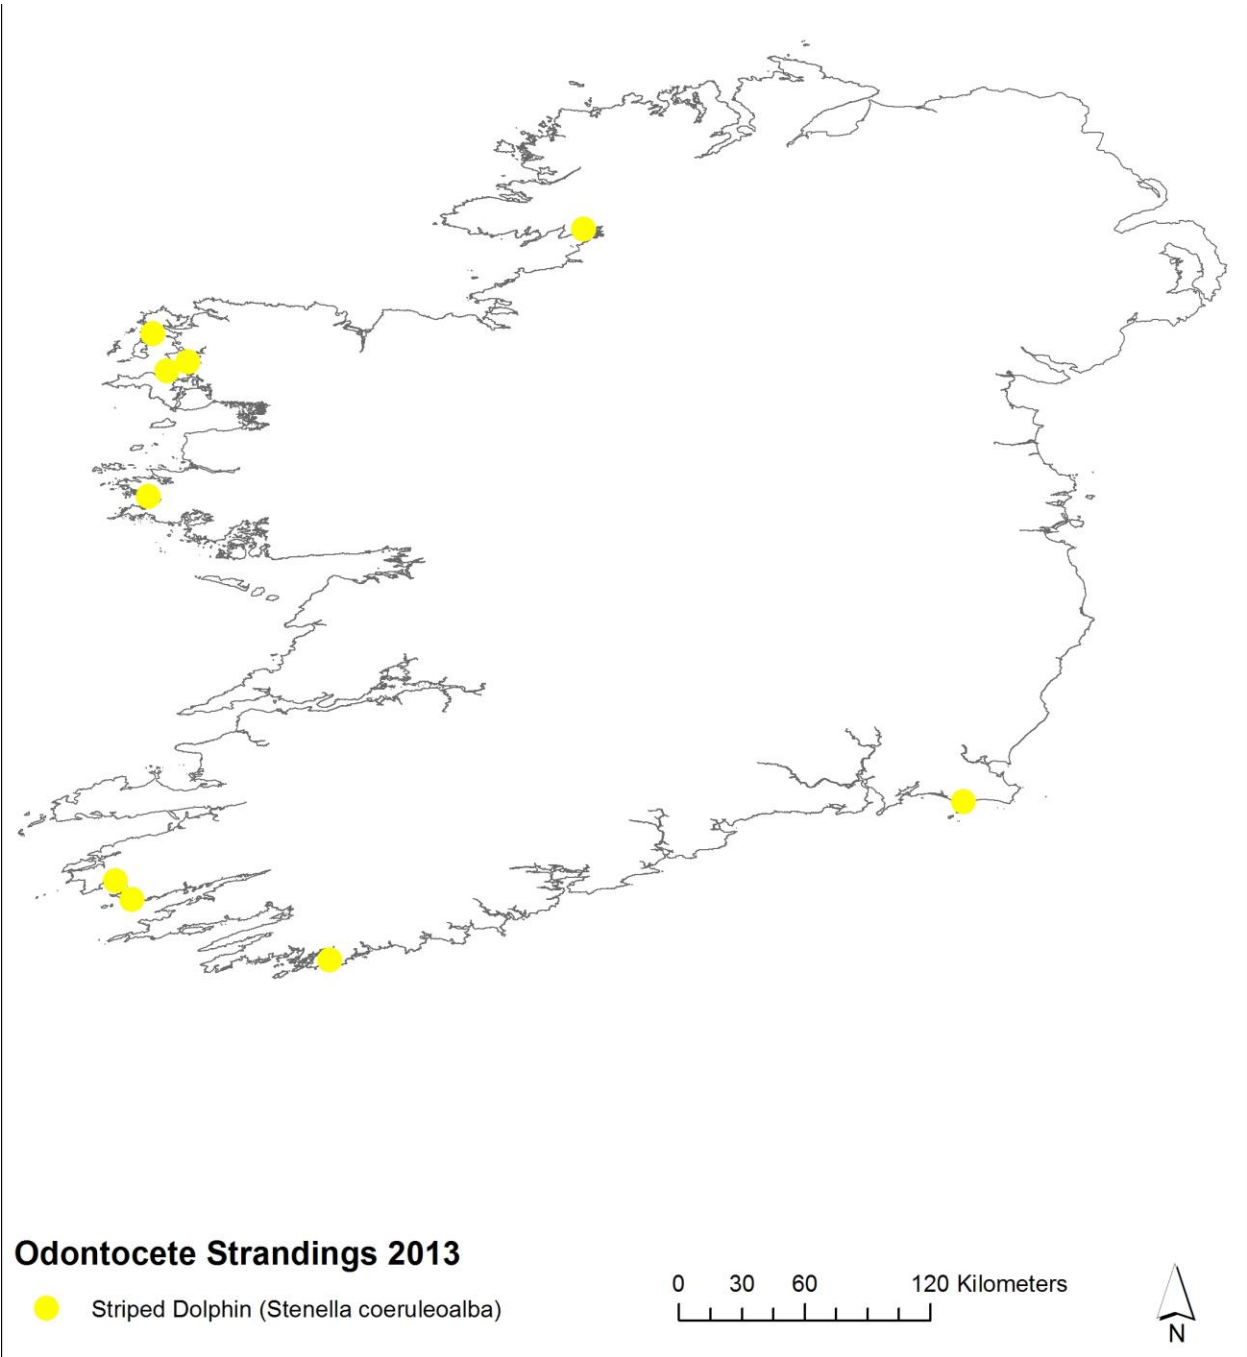 Odontocete Strandings 2013
Striped Dolphin (Stenella coeruleoalba)
0 30 60 120 Kilometers
N